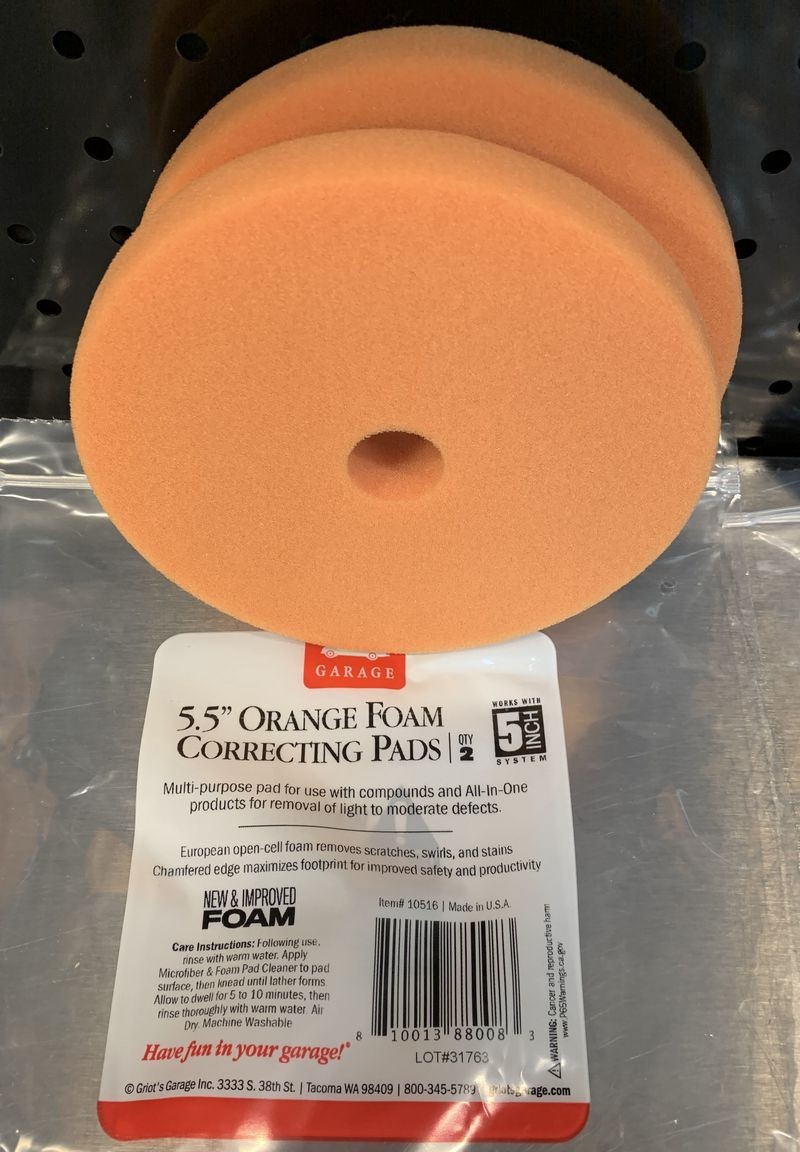 GARAGE
5.5” ORANGE FOAM
CORRECTING PADS
QTY
2
WORKS WITH
5 INCH
SYSTEM
Multi-purpose pad for use with compounds and All-In-One
products for removal of light to moderate defects.
European open-cell foam removes scratches, swirls, and stains
Chamfered edge maximizes footprint for improved safety and productivity
NEW & IMPROVED
FOAM
Care Instructions: Following use,
rinse with warm water. Apply
Microfiber & Foam Pad Cleaner to pad
surface, then knead until lather forms.
Allow to dwell for 5 to 10 minutes, then
rinse thoroughly with warm water. Air
Dry. Machine Washable
Have fun in your garage!®
Item# 10516 | Made in U.S.A.
8 10013 88008 3
LOT#31763
⚠WARNING: Cancer and reproductive harm
www.P65Warnings.ca.gov
© Griot's Garage Inc. 3333 S. 38th St. | Tacoma WA 98409 | 800-345-5789 griotsgarage.com